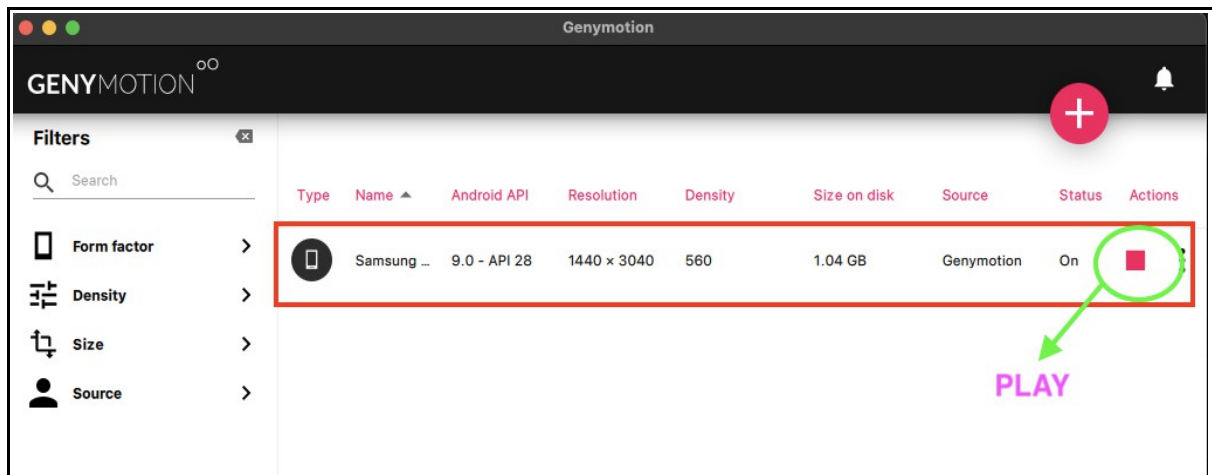 Genymotion
GENYMOTION
Filters
Search
Type Name Android API Resolution Density Size on disk Source Status Actions
Form factor
Samsung ... 9.0 - API 28 1440 × 3040 560 1.04 GB Genymotion On
Density
Size
Source
PLAY